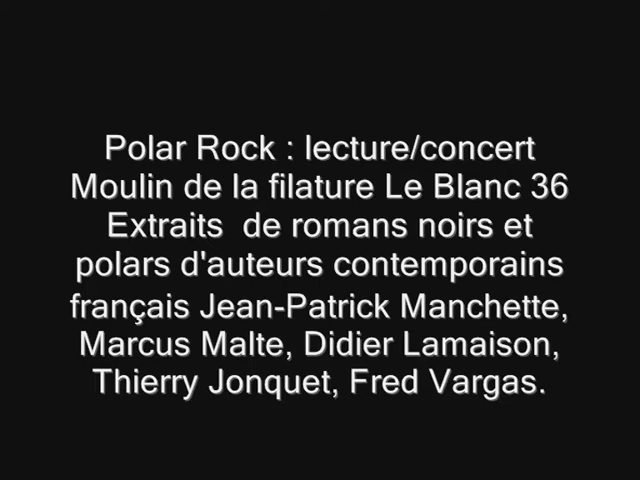 Polar Rock : lecture/concert
Moulin de la filature Le Blanc 36
Extraits  de romans noirs et
polars d'auteurs contemporains
français Jean-Patrick Manchette,
Marcus Malte, Didier Lamaison,
Thierry Jonquet, Fred Vargas.